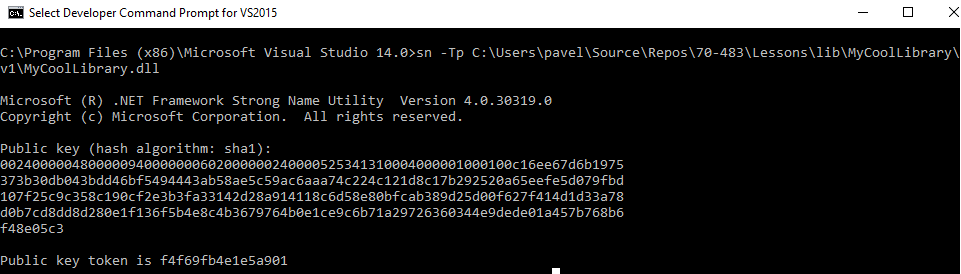 Select Developer Command Prompt for VS2015
C:\Program Files (x86)\Microsoft Visual Studio 14.0>sn -Tp C:\Users\pavel\Source\Repos\70-483\Lessons\lib\MyCoolLibrary\
v1\MyCoolLibrary.dll
Microsoft (R) .NET Framework Strong Name Utility  Version 4.0.30319.0
Copyright (c) Microsoft Corporation.  All rights reserved.
Public key (hash algorithm: sha1):
0024000004800000940000000602000000240000525341310004000001000100c16ee67d6b1975
373b30db043bdd46bf5494443ab58ae5c59ac6aaa74c224c121d8c17b292520a65eefe5d079fbd
107f25c9c358c190cf2e3b3fa33142d28a914118c6d58e80bfcab389d25d00f627f414d1d33a78
d0b7cd8dd8d280e1f136f5b4e8c4b3679764b0e1ce9c6b71a29726360344e9dede01a457b768b6
f48e05c3
Public key token is f4f69fb4e1e5a901